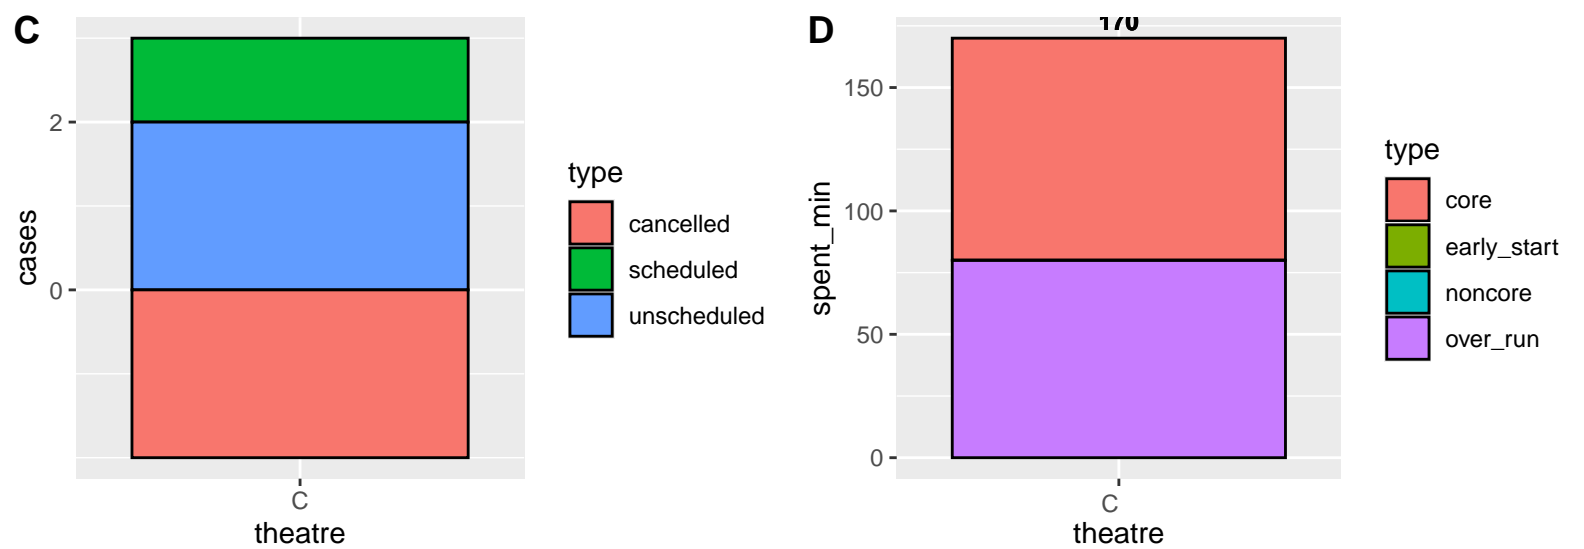 C
cases
2
0
C
theatre
type
cancelled
scheduled
unscheduled
D
170
spent_min
150
100
50
0
C
theatre
type
core
early_start
noncore
over_run